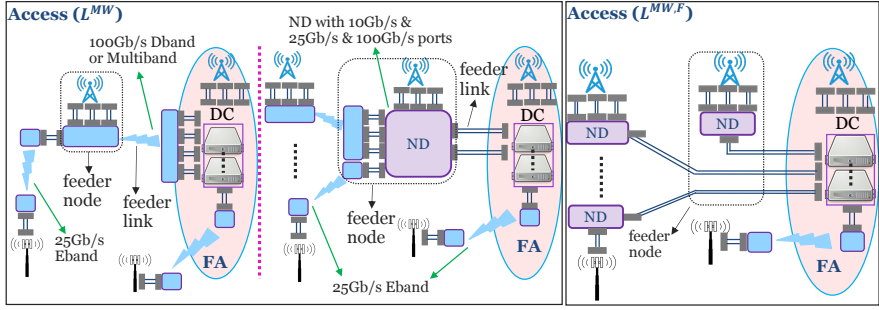 Access (L^MW)
100Gb/s Dband
or Multiband
DC
feeder
node
feeder
link
25Gb/s
Eband
FA
ND with 10Gb/s &
25Gb/s & 100Gb/s ports
feeder
link
DC
ND
feeder
node
25Gb/s Eband
FA
Access (L^MW,F)
ND
ND
DC
ND
feeder
node
FA